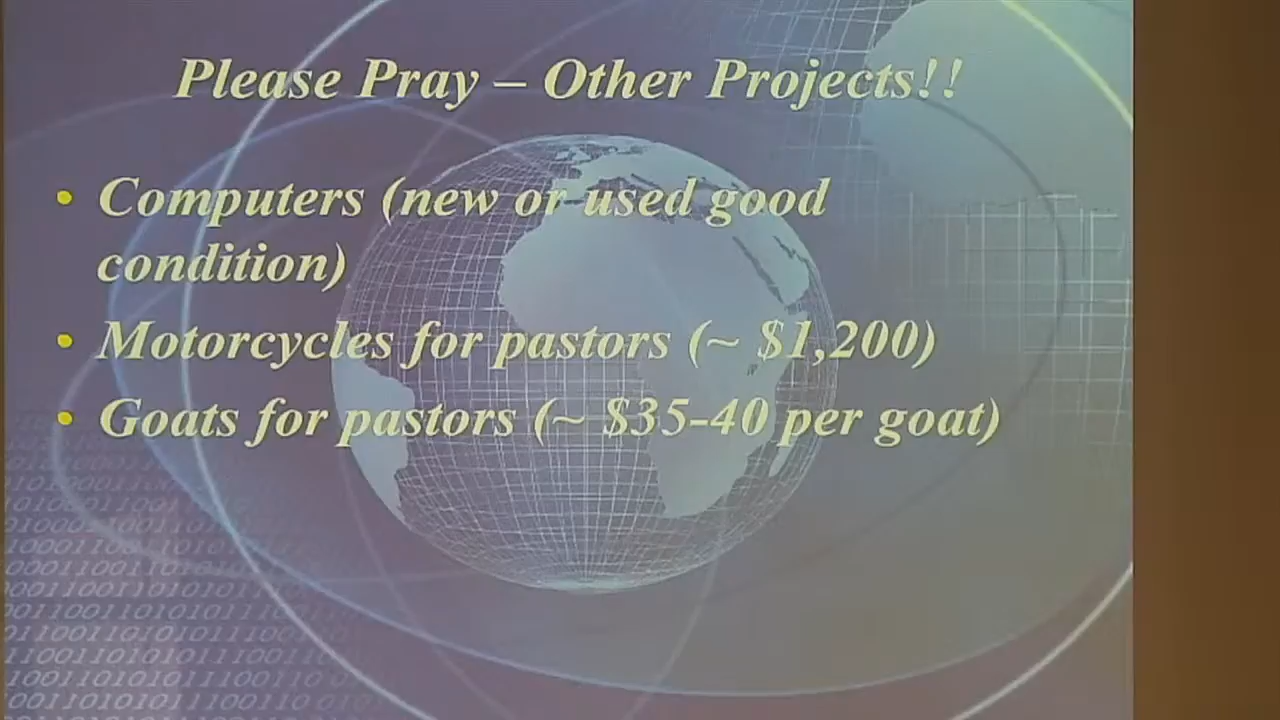 Please Pray – Other Projects!!
• Computers (new or used good
condition)
• Motorcycles for pastors (~ $1,200)
• Goats for pastors (~ $35-40 per goat)